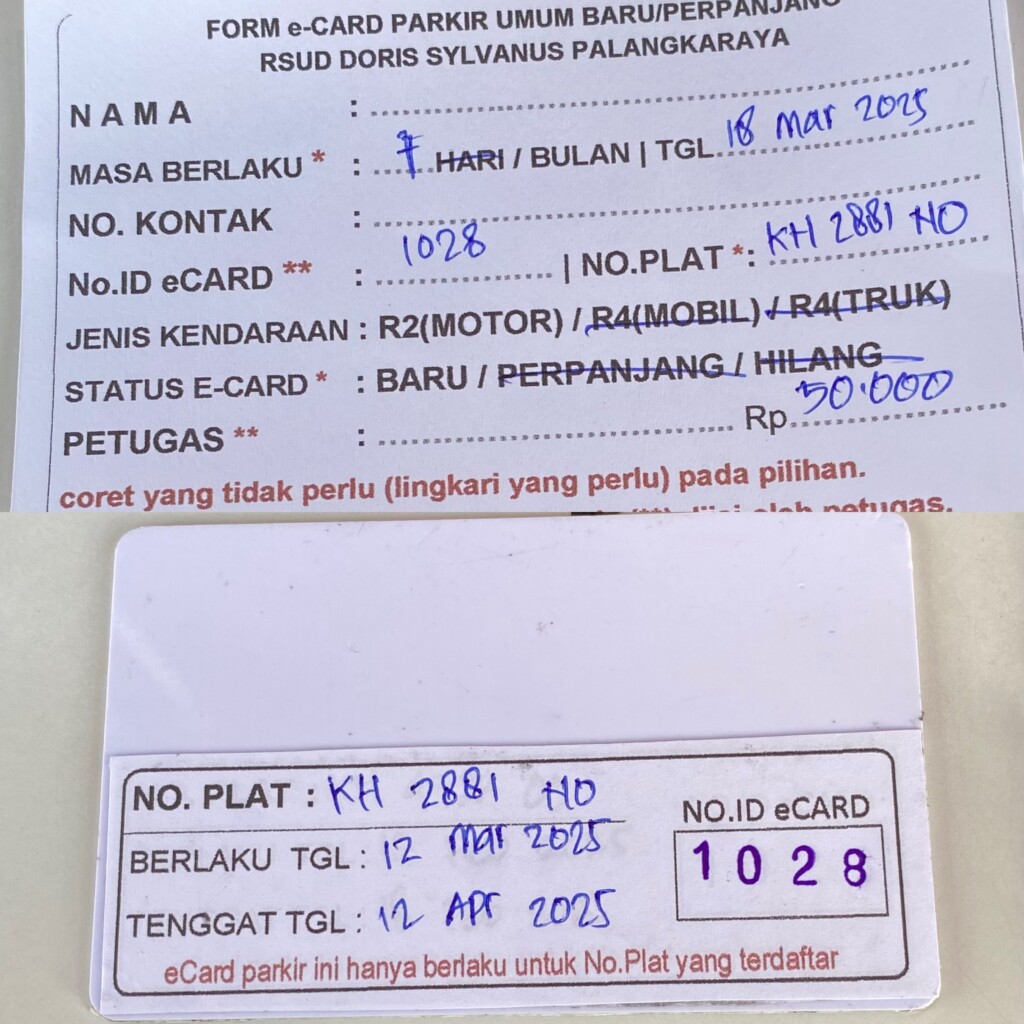 FORM e-CARD PARKIR UMUM BARU/PERPANJANG
RSUD DORIS SYLVANUS PALANGKARAYA
N A M A :
MASA BERLAKU * : HARI / BULAN | TGL 18 Mar 2025
NO. KONTAK :
No.ID eCARD ** : 1028 | NO.PLAT *: KH 2881 HO
JENIS KENDARAAN : R2(MOTOR) / R4(MOBIL) / R4(TRUK)
STATUS E-CARD * : BARU / PERPANJANG / HILANG
PETUGAS ** : Rp 50.000
coret yang tidak perlu (lingkari yang perlu) pada pilihan.
(**) diisi oleh petugas.
NO. PLAT : KH 2881 HO
BERLAKU TGL : 12 Mar 2025
TENGGAT TGL : 12 Apr 2025
NO.ID eCARD
1028
eCard parkir ini hanya berlaku untuk No.Plat yang terdaftar